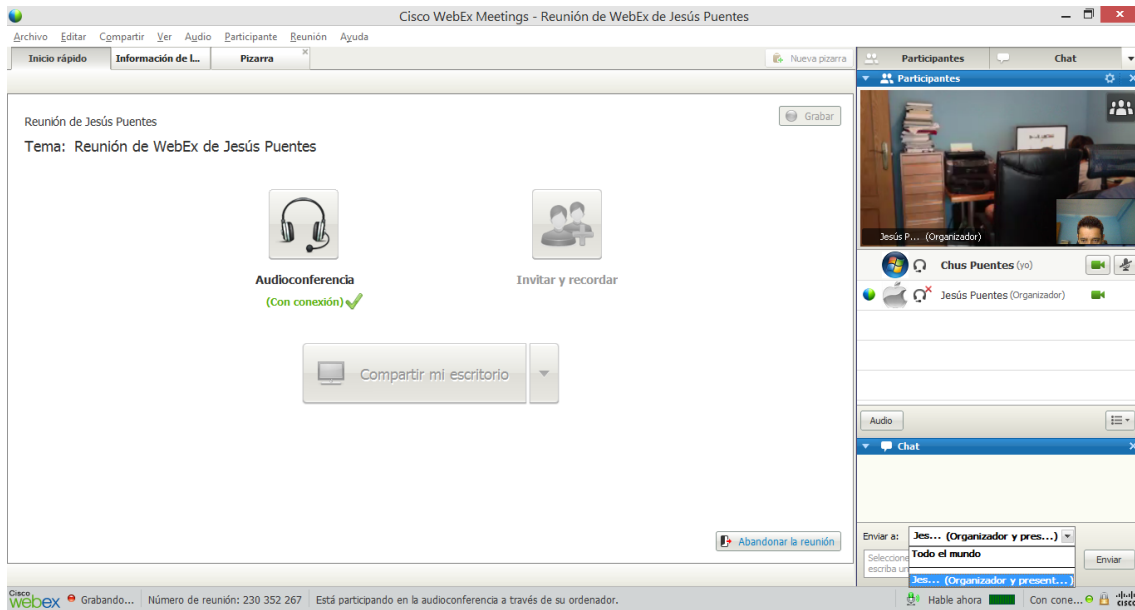 Cisco WebEx Meetings - Reunión de WebEx de Jesús Puentes
Archivo Editar Compartir Ver Audio Participante Reunión Ayuda
Inicio rápido Información de l... Pizarra Nueva pizarra
Participantes Chat
Participantes
Reunión de Jesús Puentes
Grabar
Tema: Reunión de WebEx de Jesús Puentes
Jesús P... (Organizador)
Audioconferencia
(Con conexión)
Invitar y recordar
Chus Puentes (yo)
Jesús Puentes (Organizador)
Compartir mi escritorio
Audio
Chat
Abandonar la reunión
Enviar a: Jes... (Organizador y pres...)
Todo el mundo
Jes... (Organizador y present...)
Seleccione
escriba un
Enviar
Cisco
webex Grabando... Número de reunión: 230 352 267 Está participando en la audioconferencia a través de su ordenador. Hable ahora Con cone... cisco